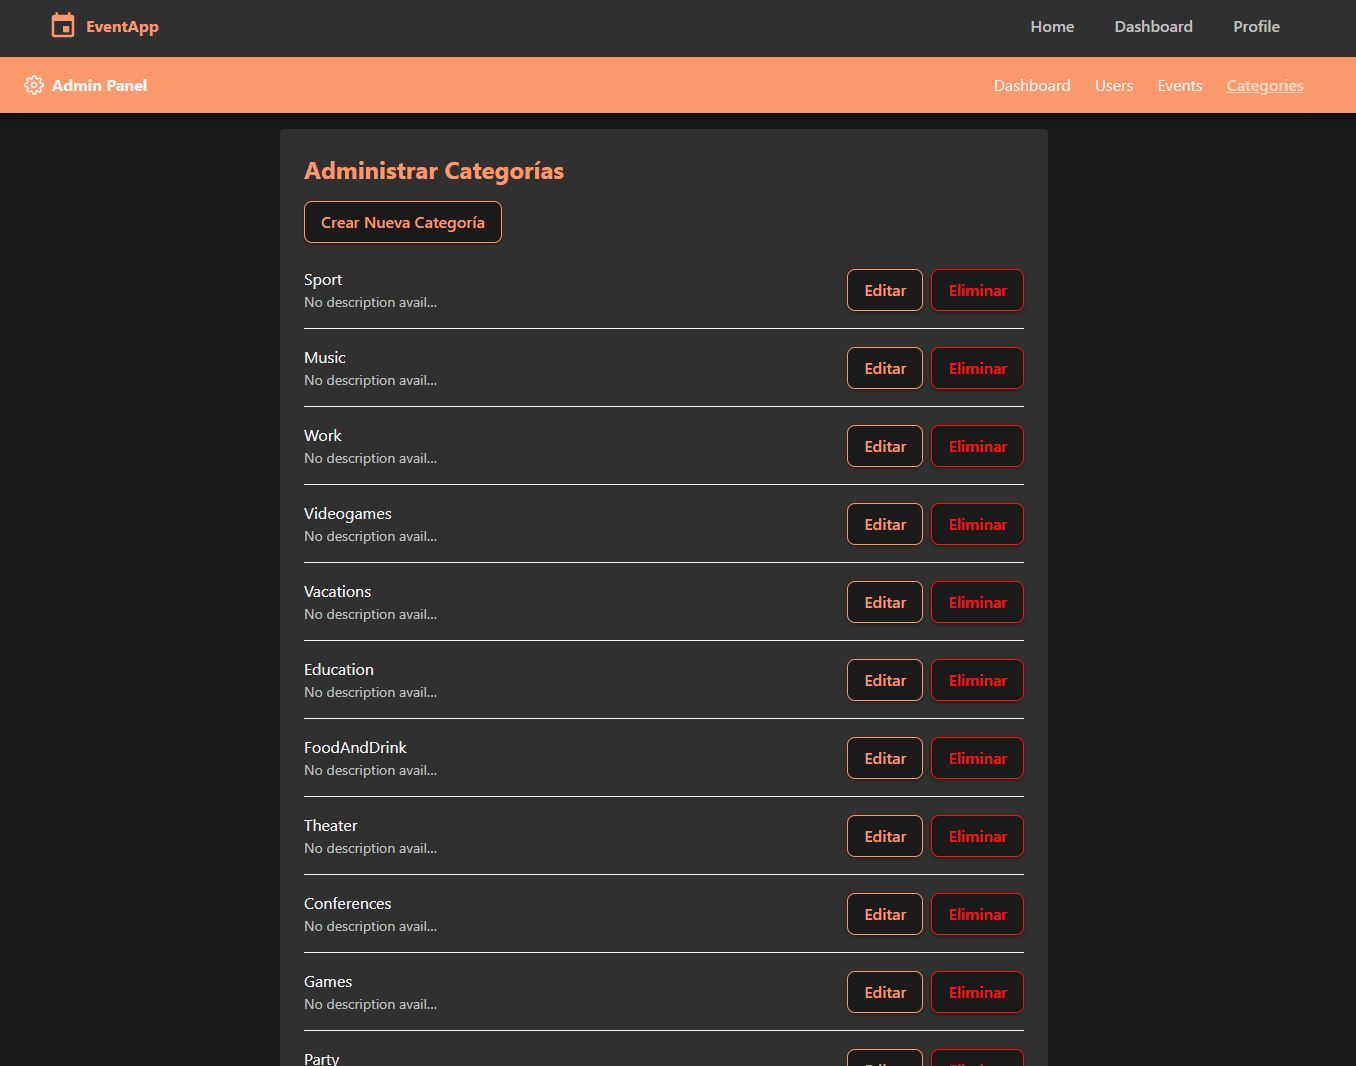 EventApp
Home Dashboard Profile
Admin Panel
Dashboard Users Events Categories
Administrar Categorías
Crear Nueva Categoría
Sport
No description avail...
Editar Eliminar
Music
No description avail...
Editar Eliminar
Work
No description avail...
Editar Eliminar
Videogames
No description avail...
Editar Eliminar
Vacations
No description avail...
Editar Eliminar
Education
No description avail...
Editar Eliminar
FoodAndDrink
No description avail...
Editar Eliminar
Theater
No description avail...
Editar Eliminar
Conferences
No description avail...
Editar Eliminar
Games
No description avail...
Editar Eliminar
Party